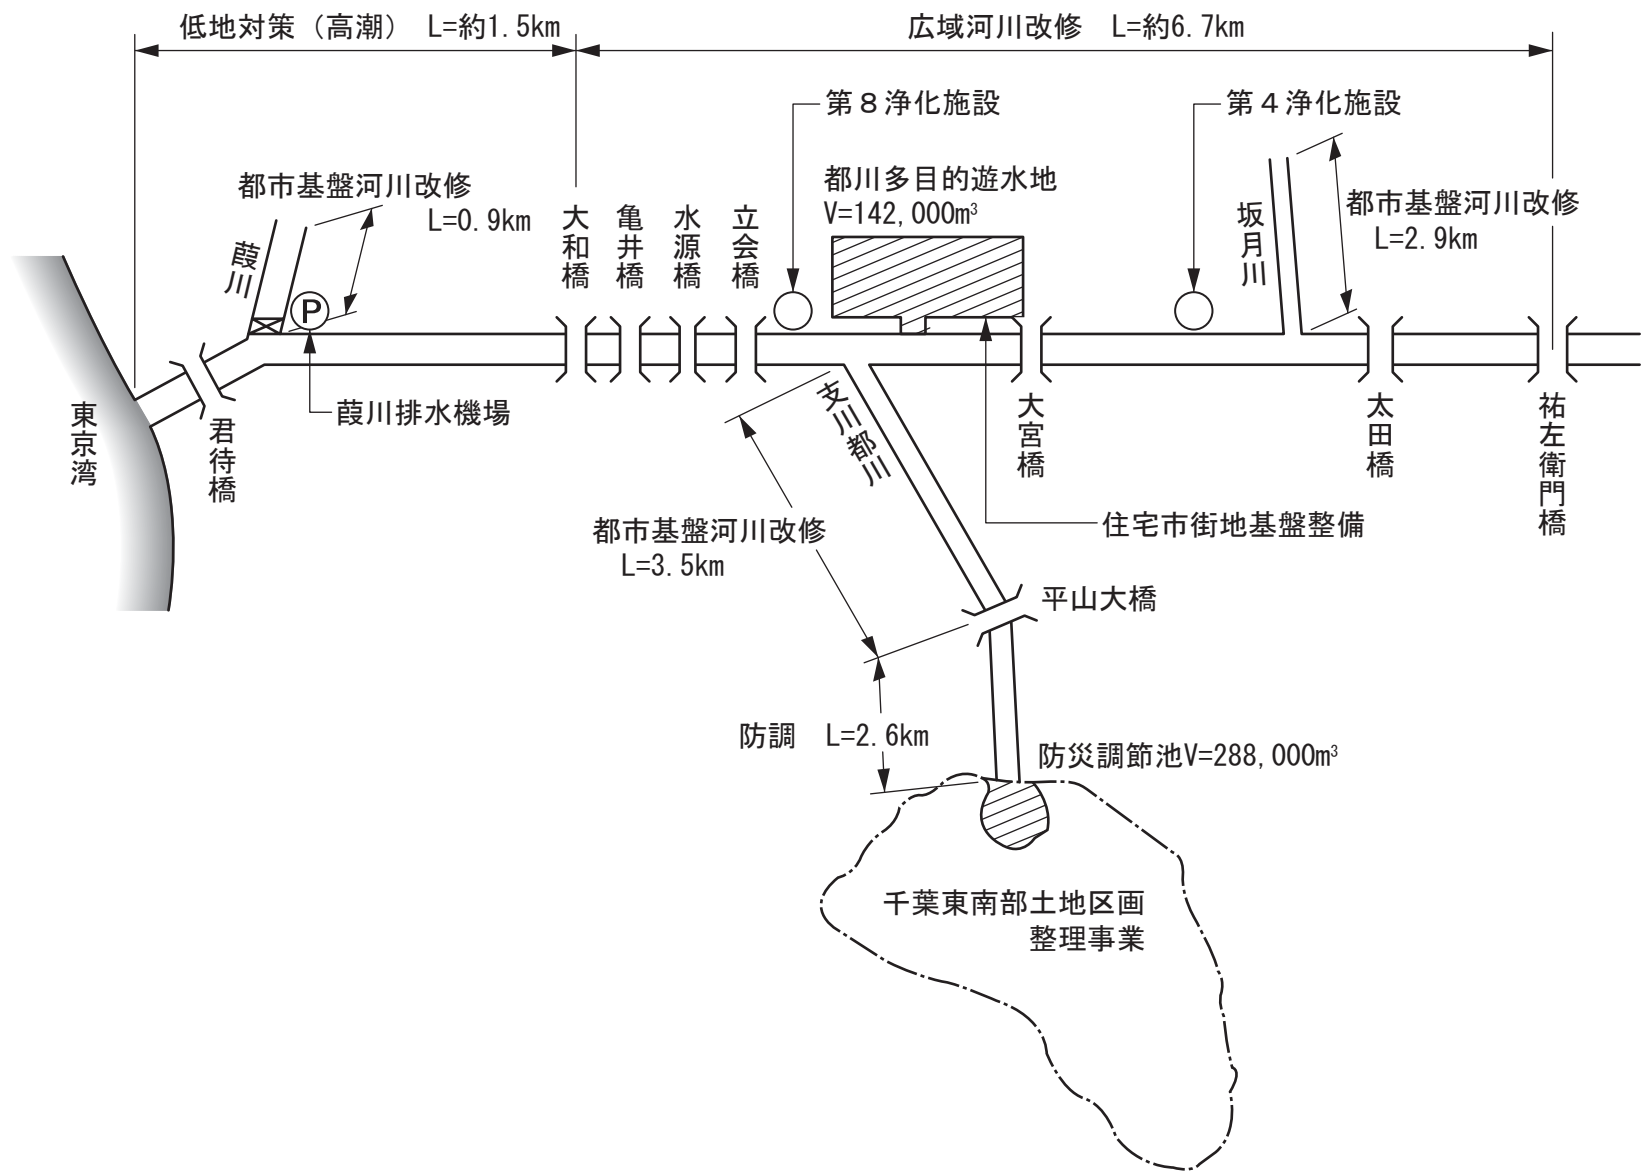 低地対策（高潮） L=約1.5km
広域河川改修 L=約6.7km
第８浄化施設
第４浄化施設
都市基盤河川改修
L=0.9km
葭川
大和橋
亀井橋
水源橋
立会橋
都川多目的遊水地
V=142,000m³
坂月川
都市基盤河川改修
L=2.9km
P
東京湾
君待橋
葭川排水機場
支川都川
大宮橋
太田橋
祐左衛門橋
都市基盤河川改修
L=3.5km
住宅市街地基盤整備
平山大橋
防調 L=2.6km
防災調節池V=288,000m³
千葉東南部土地区画
整理事業